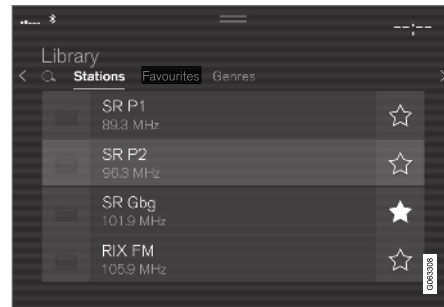 --:--
Library
Stations Favourites Genres
SR P1
89.3 MHz
SR P2
96.3 MHz
SR Gbg
101.9 MHz
RIX FM
105.9 MHz
G063308